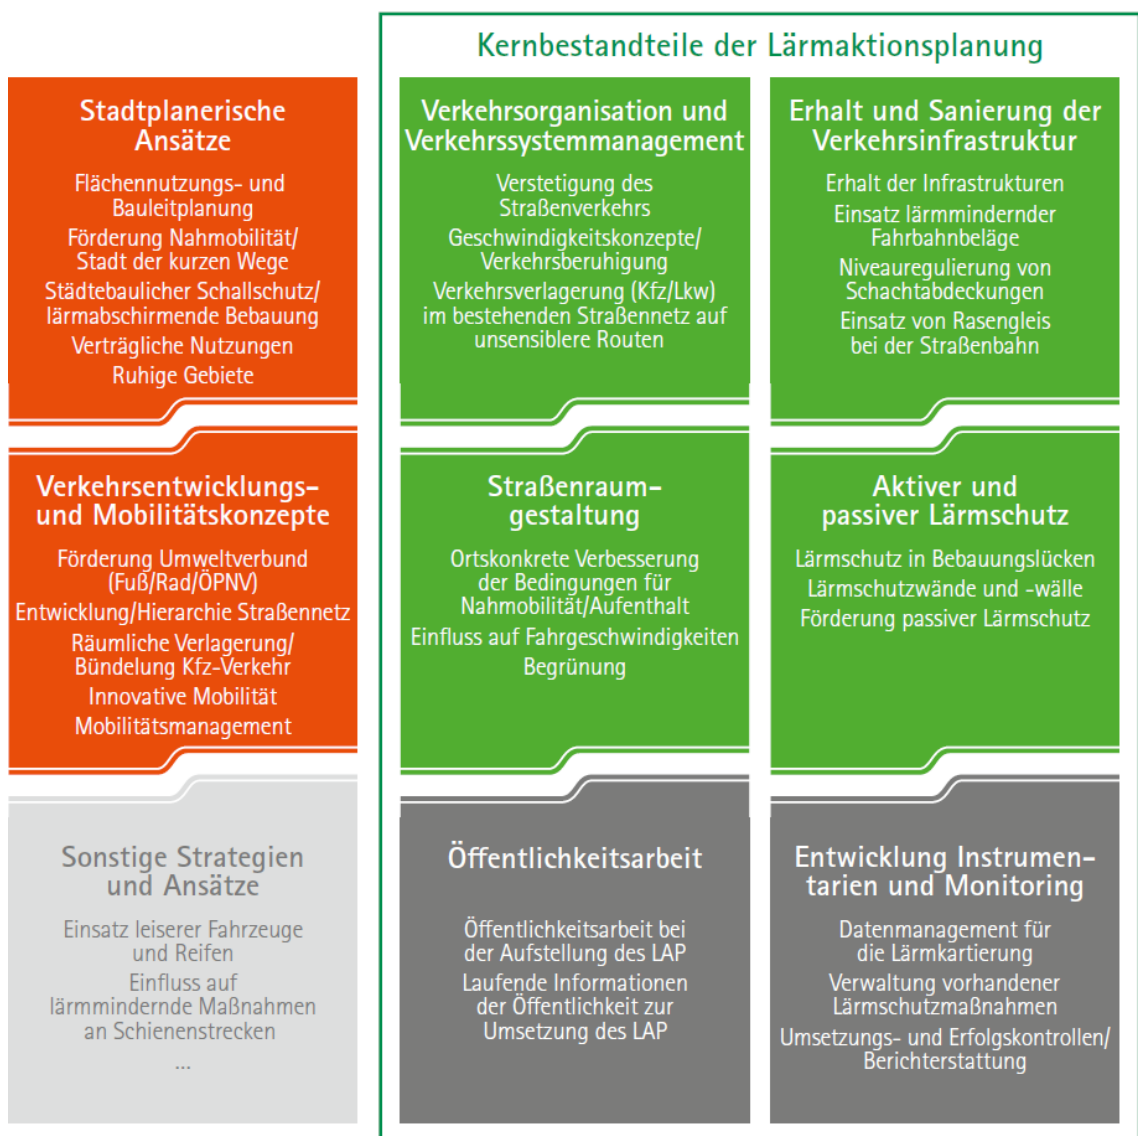 Kernbestandteile der Lärmaktionsplanung
Stadtplanerische
Ansätze
Flächennutzungs- und
Bauleitplanung
Förderung Nahmobilität/
Stadt der kurzen Wege
Städtebaulicher Schallschutz/
lärmabschirmende Bebauung
Verträgliche Nutzungen
Ruhige Gebiete
Verkehrsorganisation und
Verkehrssystemmanagement
Verstetigung des
Straßenverkehrs
Geschwindigkeitskonzepte/
Verkehrsberuhigung
Verkehrsverlagerung (Kfz/Lkw)
im bestehenden Straßennetz auf
unsensiblere Routen
Erhalt und Sanierung der
Verkehrsinfrastruktur
Erhalt der Infrastrukturen
Einsatz lärmmindernder
Fahrbahnbeläge
Niveauregulierung von
Schachtabdeckungen
Einsatz von Rasengleis
bei der Straßenbahn
Verkehrsentwicklungs-
und Mobilitätskonzepte
Förderung Umweltverbund
(Fuß/Rad/ÖPNV)
Entwicklung/Hierarchie Straßennetz
Räumliche Verlagerung/
Bündelung Kfz-Verkehr
Innovative Mobilität
Mobilitätsmanagement
Straßenraum-
gestaltung
Ortskonkrete Verbesserung
der Bedingungen für
Nahmobilität/Aufenthalt
Einfluss auf Fahrgeschwindigkeiten
Begrünung
Aktiver und
passiver Lärmschutz
Lärmschutz in Bebauungslücken
Lärmschutzwände und -wälle
Förderung passiver Lärmschutz
Sonstige Strategien
und Ansätze
Einsatz leiserer Fahrzeuge
und Reifen
Einfluss auf
lärmmindernde Maßnahmen
an Schienenstrecken
...
Öffentlichkeitsarbeit
Öffentlichkeitsarbeit bei
der Aufstellung des LAP
Laufende Informationen
der Öffentlichkeit zur
Umsetzung des LAP
Entwicklung Instrumen-
tarien und Monitoring
Datenmanagement für
die Lärmkartierung
Verwaltung vorhandener
Lärmschutzmaßnahmen
Umsetzungs- und Erfolgskontrollen/
Berichterstattung